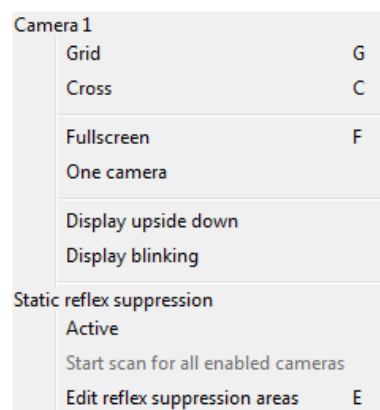 Camera 1
Grid G
Cross C
Fullscreen F
One camera
Display upside down
Display blinking
Static reflex suppression
Active
Start scan for all enabled cameras
Edit reflex suppression areas E